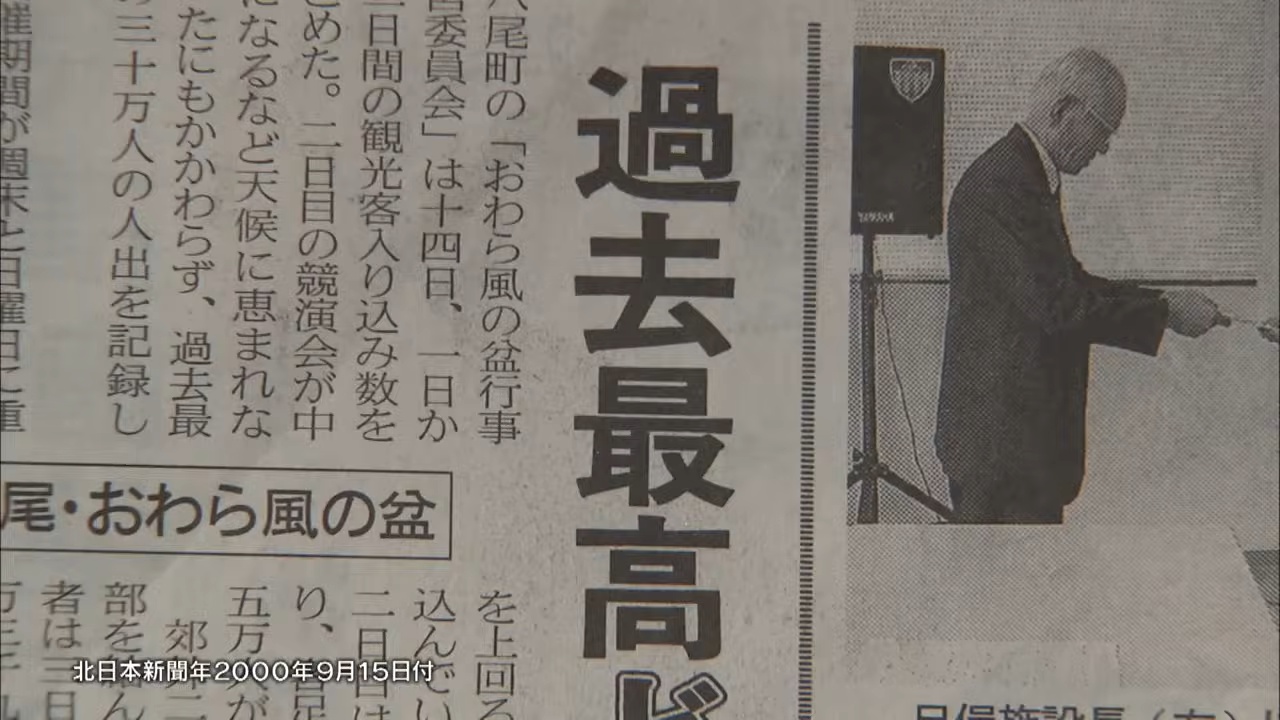 過去最高ど
八尾町の「おわら風の盆行事
営委員会」は十四日、一日か
三日間の観光客入り込み数を
とめた。二日目の競演会が中
になるなど天候に恵まれな
たにもかかわらず、過去最
の三十万人の人出を記録し
催期間が週末と日曜日に重
尾・おわら風の盆
を上回る
込んでい
二日目は
り、
五万
が
郊
二
部を
ん
者は三日
北日本新聞年2000年9月15日付
YAMAHA